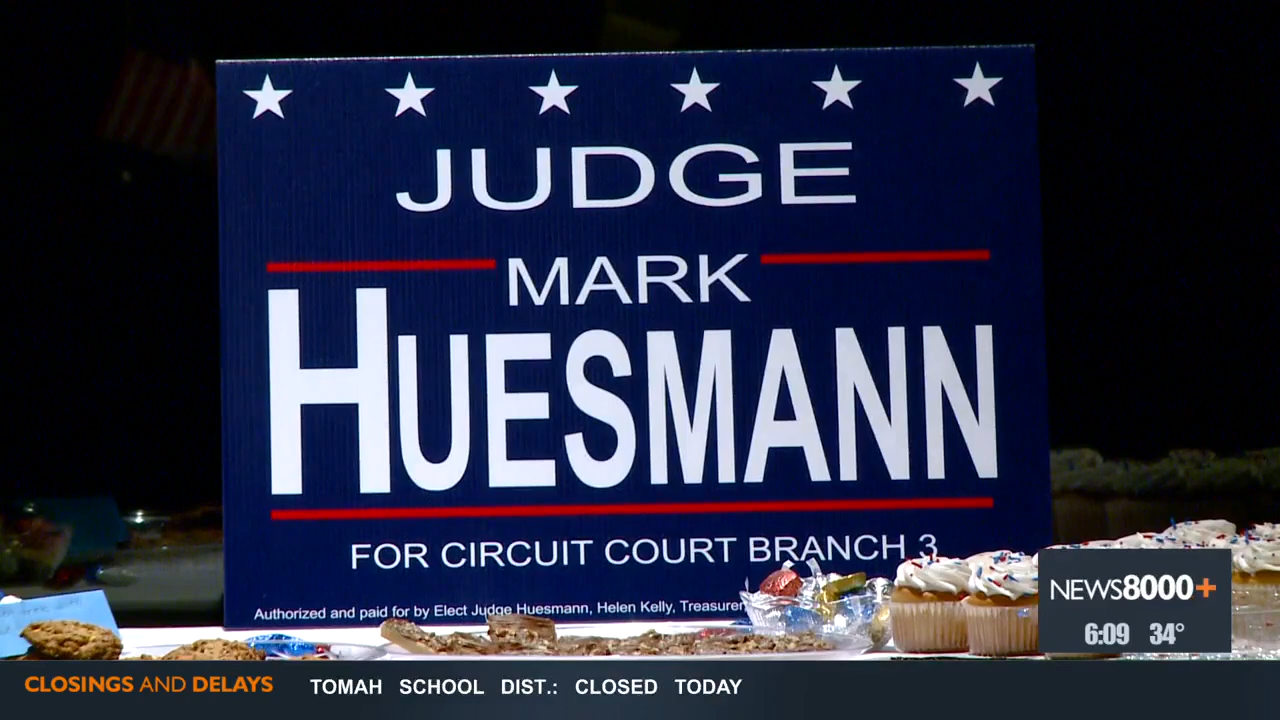 JUDGE
MARK
HUESMANN
FOR CIRCUIT COURT BRANCH 3
Authorized and paid for by Elect Judge Huesmann, Helen Kelly, Treasurer
NEWS8000+
6:09 34°
CLOSINGS AND DELAYS TOMAH SCHOOL DIST.: CLOSED TODAY